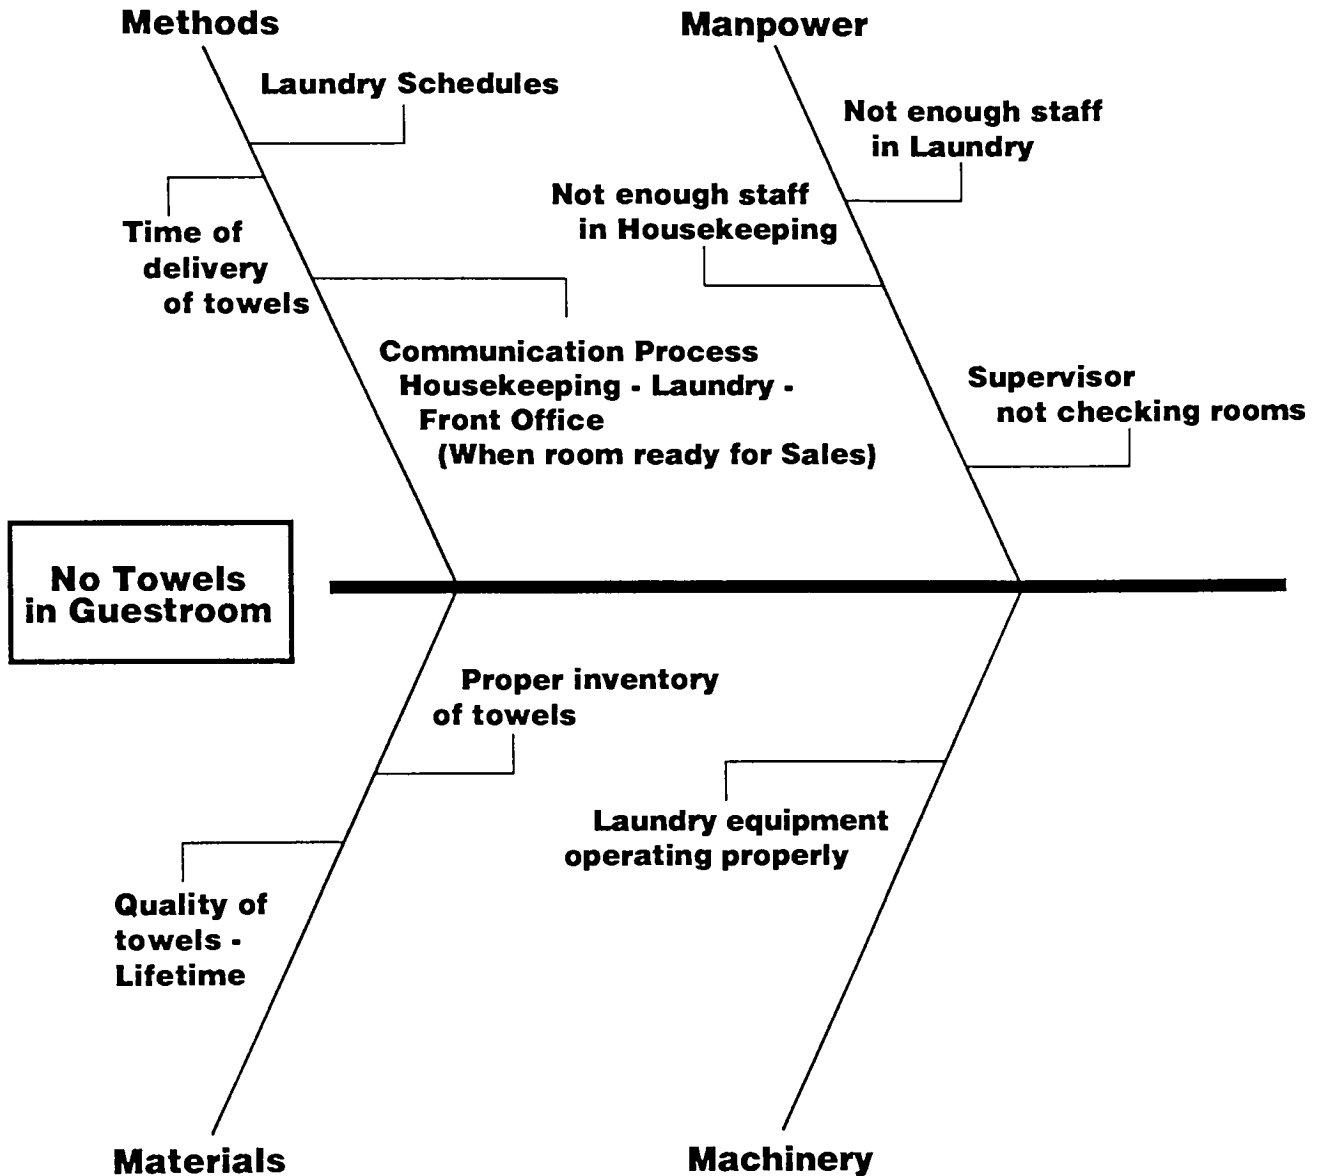 Methods
Laundry Schedules
Time of
delivery
of towels
Communication Process
Housekeeping - Laundry -
Front Office
(When room ready for Sales)
Manpower
Not enough staff
in Laundry
Not enough staff
in Housekeeping
Supervisor
not checking rooms
No Towels
in Guestroom
Proper inventory
of towels
Quality of
towels -
Lifetime
Materials
Laundry equipment
operating properly
Machinery